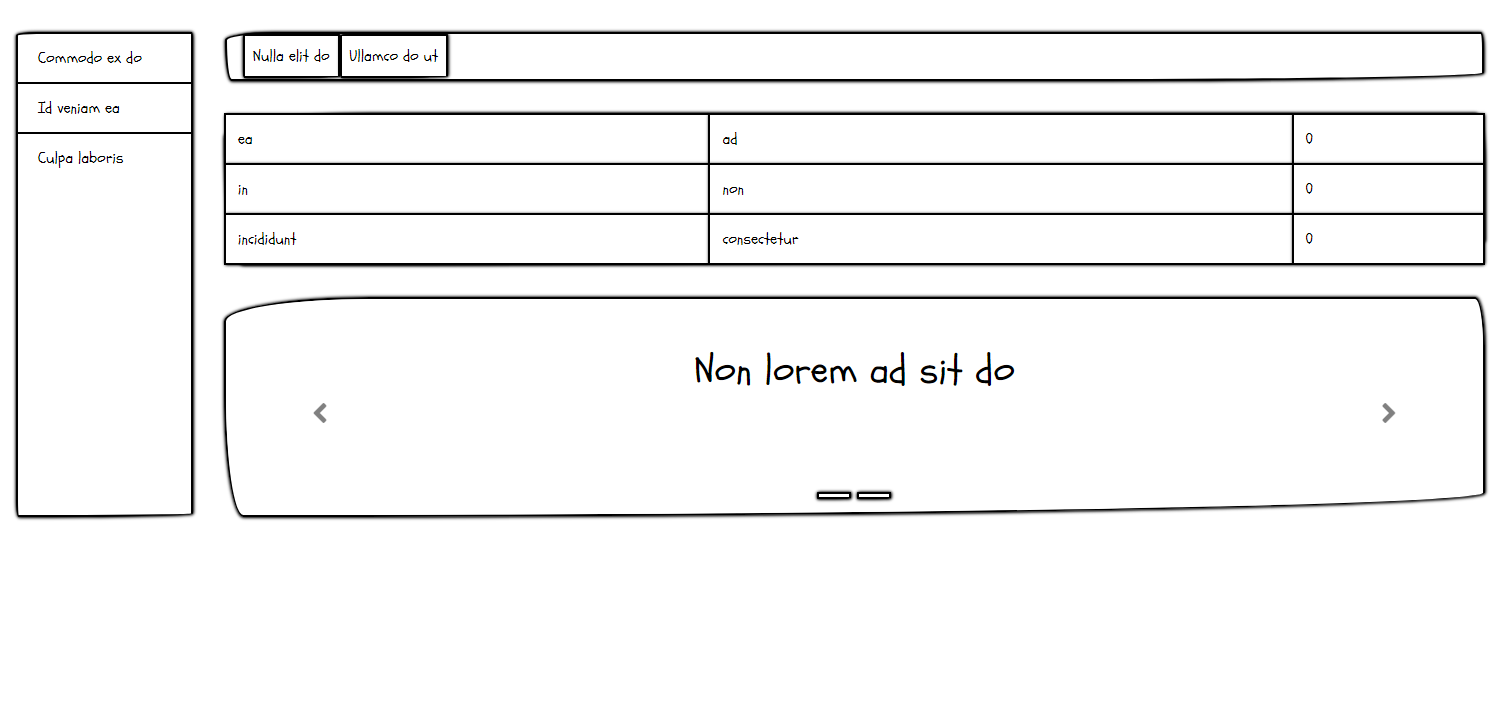 Commodo ex do
Id veniam ea
Culpa laboris
Nulla elit do
Ullamco do ut
ea
ad
0
in
non
0
incididunt
consectetur
0
Non lorem ad sit do